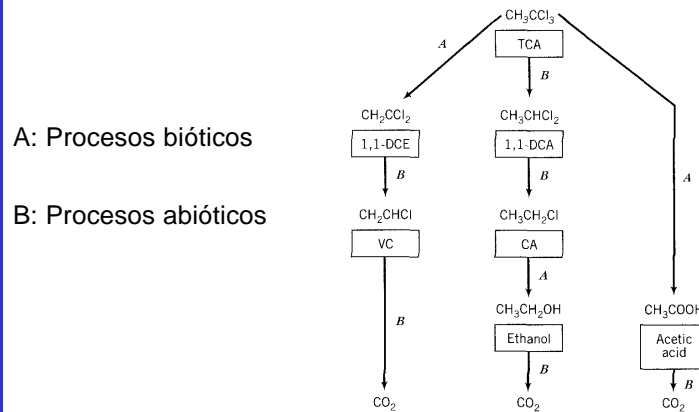 A: Procesos bióticos
B: Procesos abióticos
CH₃CCl₃
TCA
A
B
A
CH₂CCl₂
1,1-DCE
B
CH₂CHCl
VC
B
CO₂
CH₃CHCl₂
1,1-DCA
B
CH₃CH₂Cl
CA
A
CH₃CH₂OH
Ethanol
B
CO₂
CH₃COOH
Acetic
acid
B
CO₂